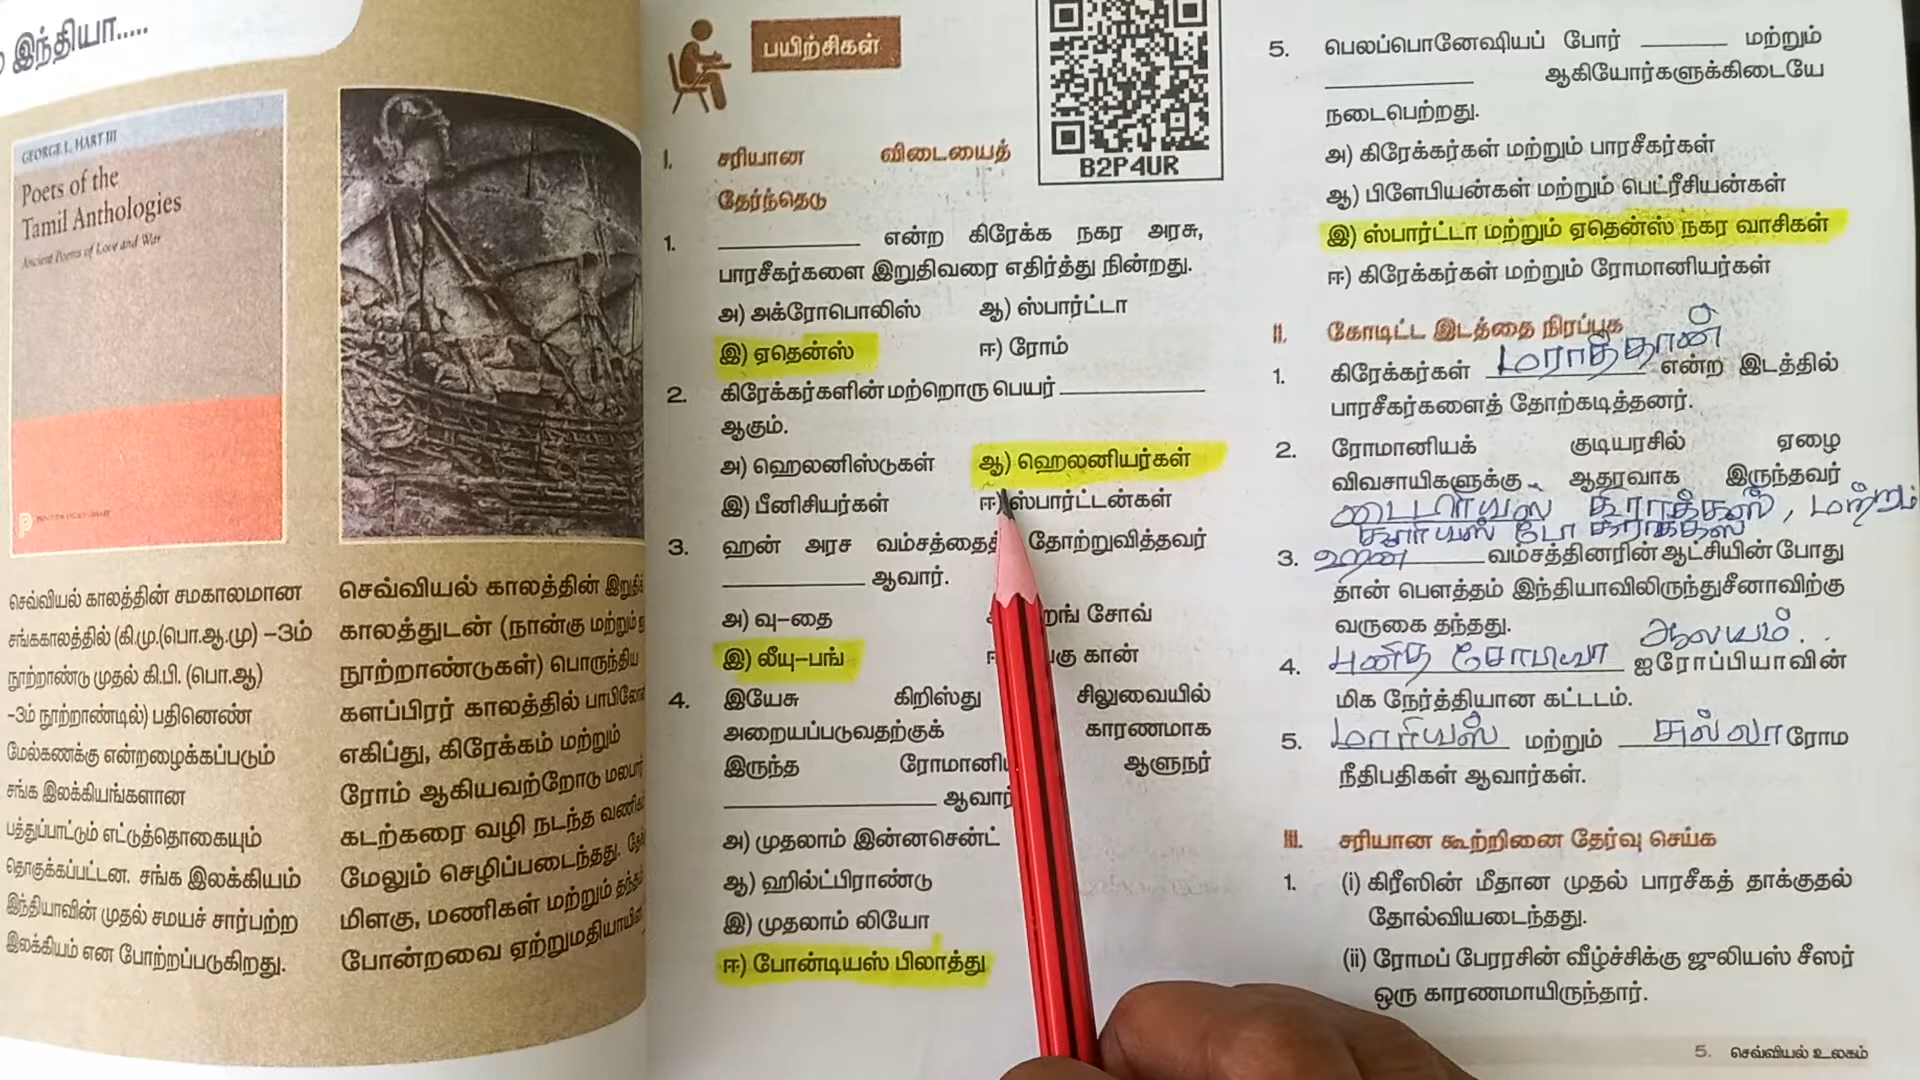 இந்தியா.....
GEORGE L. HART III
Poets of the
Tamil Anthologies
Ancient Poems of Love and War
செவ்வியல் காலத்தின் சமகாலமான
சங்ககாலத்தில் (கி.மு.(பொ.ஆ.மு) –3ம்
நூற்றாண்டு முதல் கி.பி. (பொ.ஆ)
-3ம் நூற்றாண்டில்) பதினெண்
மேல்கணக்கு என்றழைக்கப்படும்
சங்க இலக்கியங்களான
பத்துப்பாட்டும் எட்டுத்தொகையும்
தொகுக்கப்பட்டன. சங்க இலக்கியம்
இந்தியாவின் முதல் சமயச் சார்பற்ற
இலக்கியம் என போற்றப்படுகிறது.
செவ்வியல் காலத்தின்
காலத்துடன் (நான்கு மற்றும்
நூற்றாண்டுகள்) பொருந்திய
களப்பிரர் காலத்தில்
எகிப்து, கிரேக்கம் மற்றும்
ரோம் ஆகியவற்றோடு
கடற்கரை வழி நடந்த
மேலும் செழிப்படைந்தது.
மிளகு, மணிகள் மற்றும்
போன்றவை
பயிற்சிகள்
B2P4UR
I. சரியான விடையைத்
தேர்ந்தெடு
1. __________ என்ற கிரேக்க நகர அரசு,
பாரசீகர்களை இறுதிவரை எதிர்த்து நின்றது.
அ) அக்ரோபொலிஸ் ஆ) ஸ்பார்ட்டா
இ) ஏதென்ஸ் ஈ) ரோம்
2. கிரேக்கர்களின் மற்றொரு பெயர் __________
ஆகும்.
அ) ஹெலனிஸ்டுகள் ஆ) ஹெலனியர்கள்
இ) பீனிசியர்கள் ஈ) ஸ்பார்ட்டன்கள்
3. ஹன் அரச வம்சத்தைத் தோற்றுவித்தவர்
__________ ஆவார்.
அ) வு–தை சோவ்
இ) லீயு–பங் கான்
4. இயேசு கிறிஸ்து சிலுவையில்
அறையப்படுவதற்குக் காரணமாக
இருந்த ஆளுநர்
__________ ஆவார்
அ) முதலாம் இன்னசென்ட்
ஆ) ஹில்ட்பிராண்டு
இ) முதலாம் லியோ
ஈ) போன்டியஸ் பிலாத்து
5. பெலப்பொனேஷியப் போர் ________ மற்றும்
__________ ஆகியோர்களுக்கிடையே
நடைபெற்றது.
அ) கிரேக்கர்கள் மற்றும் பாரசீகர்கள்
ஆ) பிளேபியன்கள் மற்றும் பெட்ரீசியன்கள்
இ) ஸ்பார்ட்டா மற்றும் ஏதென்ஸ் நகர வாசிகள்
ஈ) கிரேக்கர்கள் மற்றும் ரோமானியர்கள்
II. கோடிட்ட இடத்தை நிரப்புக
1. கிரேக்கர்கள் மாரத்தான் என்ற இடத்தில்
பாரசீகர்களைத் தோற்கடித்தனர்.
2. ரோமானியக் குடியரசில் ஏழை
விவசாயிகளுக்கு ஆதரவாக இருந்தவர்
கிராக்கஸ், மற்றும்
3. ஹன் வம்சத்தினரின் ஆட்சியின் போது
தான் பௌத்தம் இந்தியாவிலிருந்துசீனாவிற்கு
வருகை தந்தது.
4. புனித சோபியா ஆலயம். ஐரோப்பியாவின்
மிக நேர்த்தியான கட்டடம்.
5. மாரியஸ் மற்றும் சல்லா ரோம
நீதிபதிகள் ஆவார்கள்.
III. சரியான கூற்றினை தேர்வு செய்க
1. (i) கிரீஸின் மீதான முதல் பாரசீகத் தாக்குதல்
தோல்வியடைந்தது.
(ii) ரோமப் பேரரசின் வீழ்ச்சிக்கு ஜுலியஸ் சீஸர்
ஒரு காரணமாயிருந்தார்.
5. செவ்வியல் உலகம்